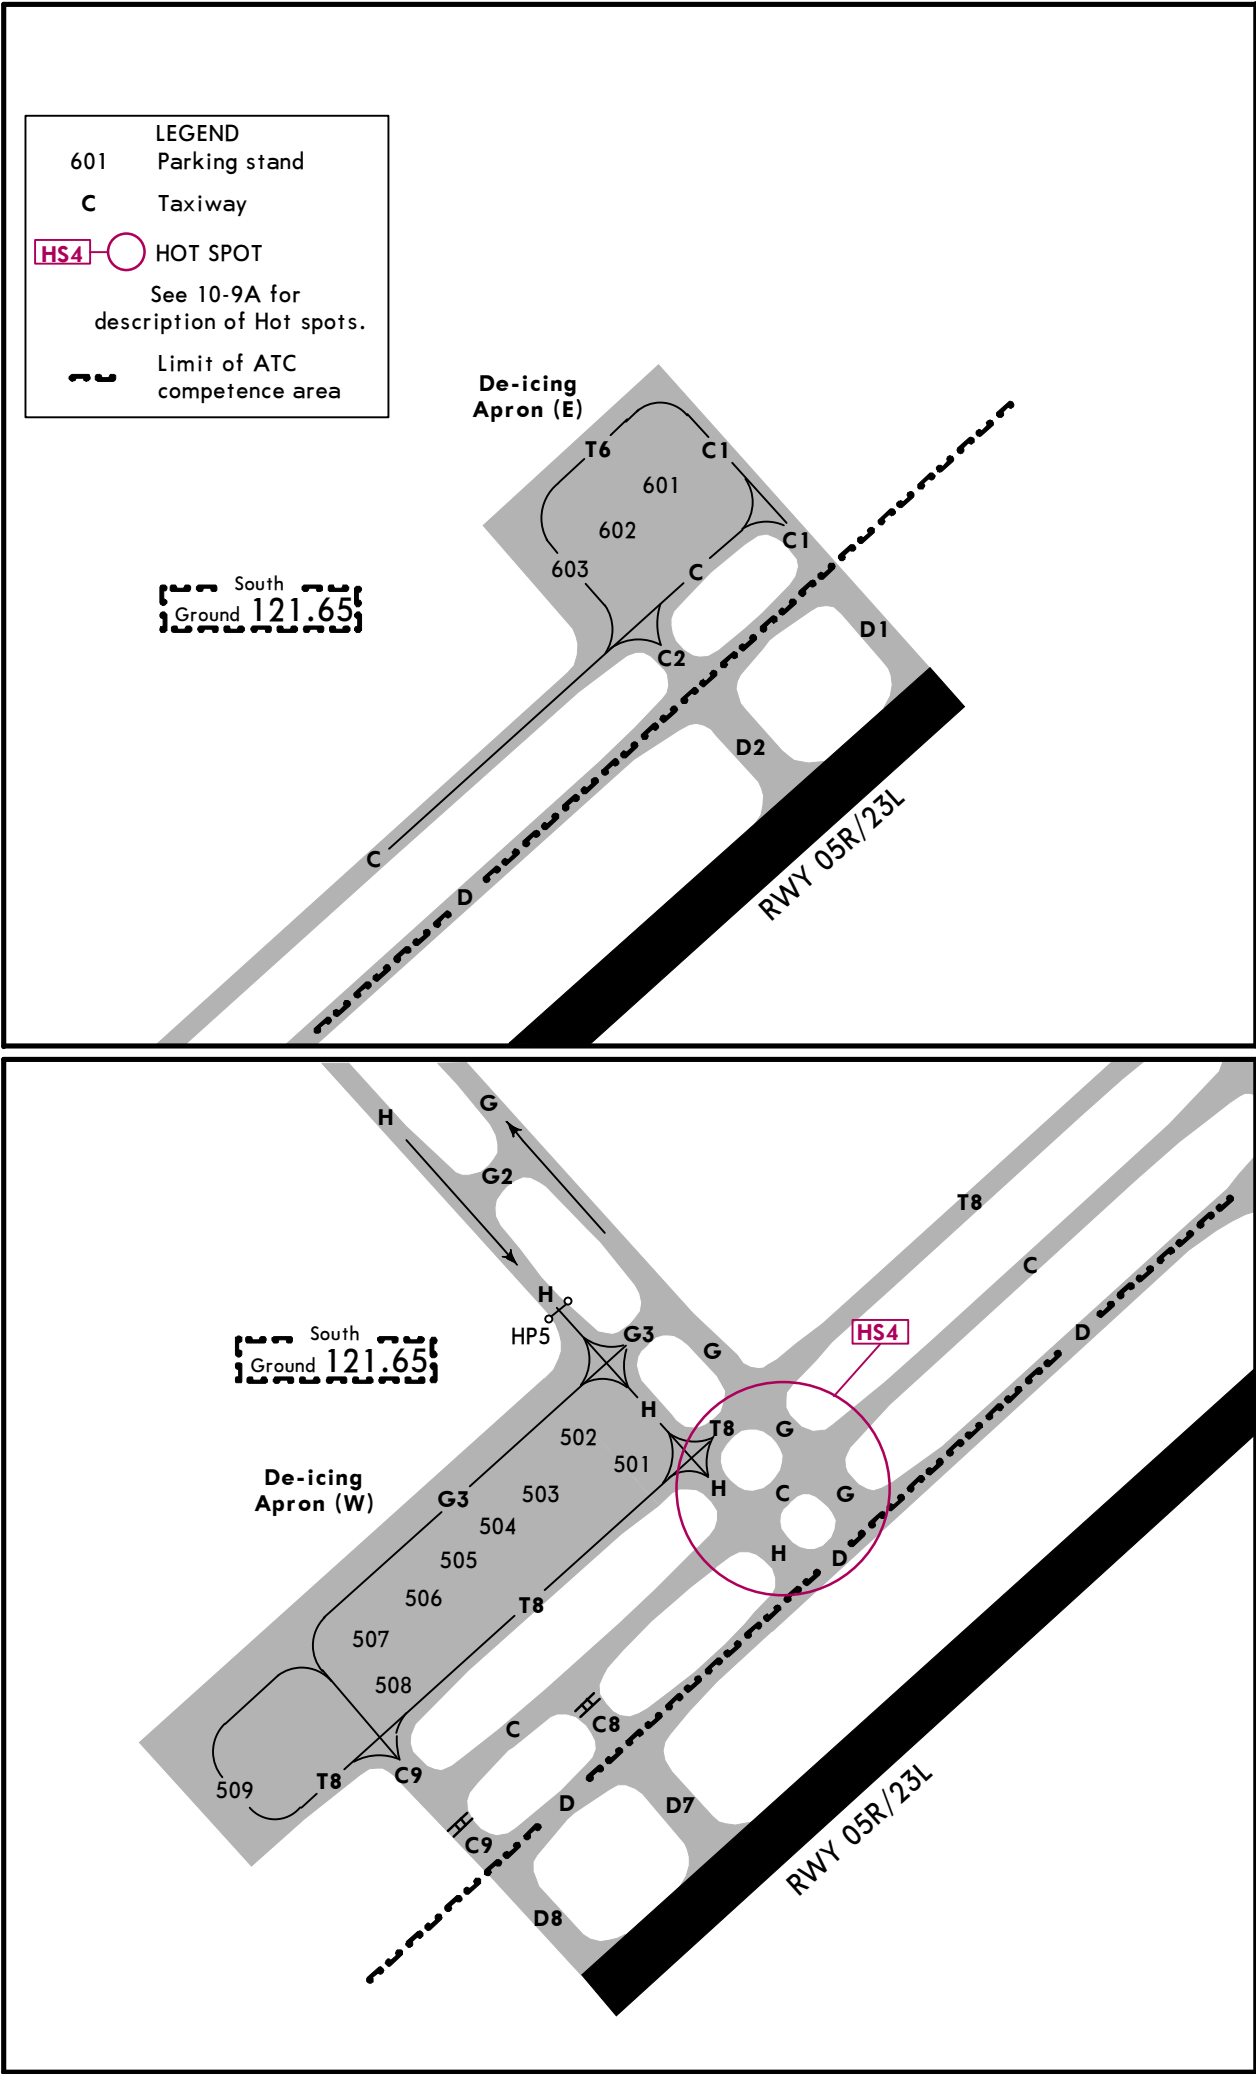 LEGEND
601 Parking stand
C Taxiway
HS4 HOT SPOT
See 10-9A for
description of Hot spots.
Limit of ATC
competence area
De-icing
Apron (E)
T6
C1
601
602
C1
603
C
South
Ground 121.65
D1
C2
D2
C
RWY 05R/23L
D
G
H
G2
T8
C
H
HP5
G3
South
Ground 121.65
G
HS4
D
H
T8
G
502
501
De-icing
Apron (W)
H
C
G
G3
503
504
505
H
D
506
T8
507
508
C8
C
C9
T8
509
D
D7
C9
RWY 05R/23L
D8